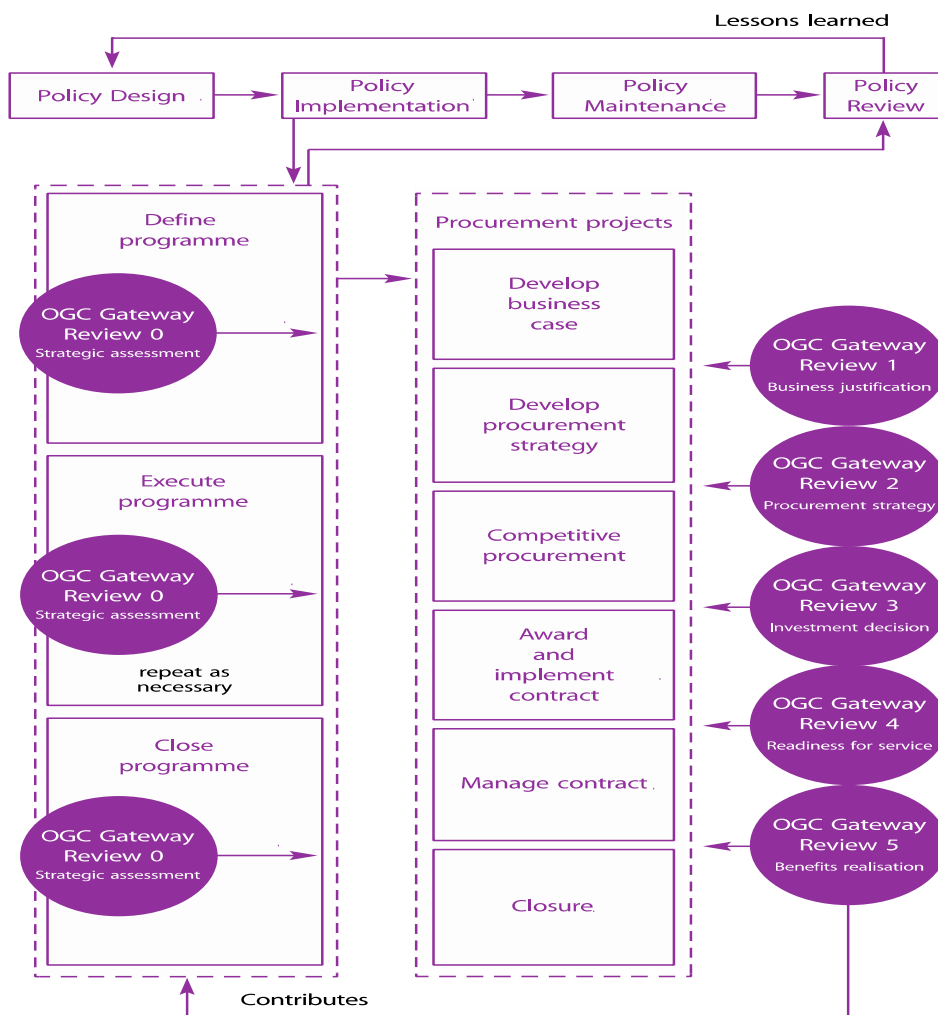 Lessons learned
Policy Design
Policy
Implementation
Policy
Maintenance
Policy
Review
Define
programme
OGC Gateway
Review 0
Strategic assessment
Execute
programme
OGC Gateway
Review 0
Strategic assessment
repeat as
necessary
Close
programme
OGC Gateway
Review 0
Strategic assessment
Contributes
Procurement projects
Develop
business
case
Develop
procurement
strategy
Competitive
procurement
Award
and
implement
contract
Manage contract
Closure
OGC Gateway
Review 1
Business justification
OGC Gateway
Review 2
Procurement strategy
OGC Gateway
Review 3
Investment decision
OGC Gateway
Review 4
Readiness for service
OGC Gateway
Review 5
Benefits realisation